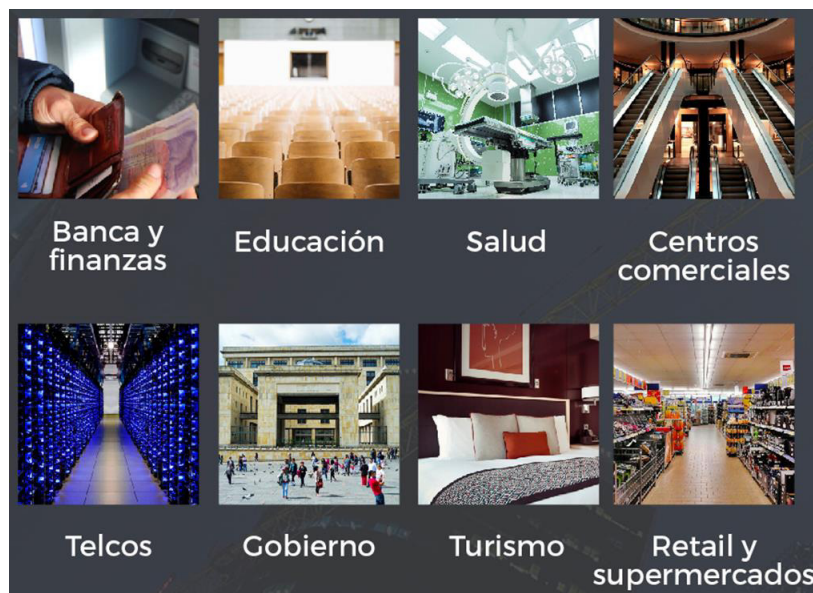 Banca y
finanzas
Educación
Salud
Centros
comerciales
Telcos
Gobierno
Turismo
Retail y
supermercados